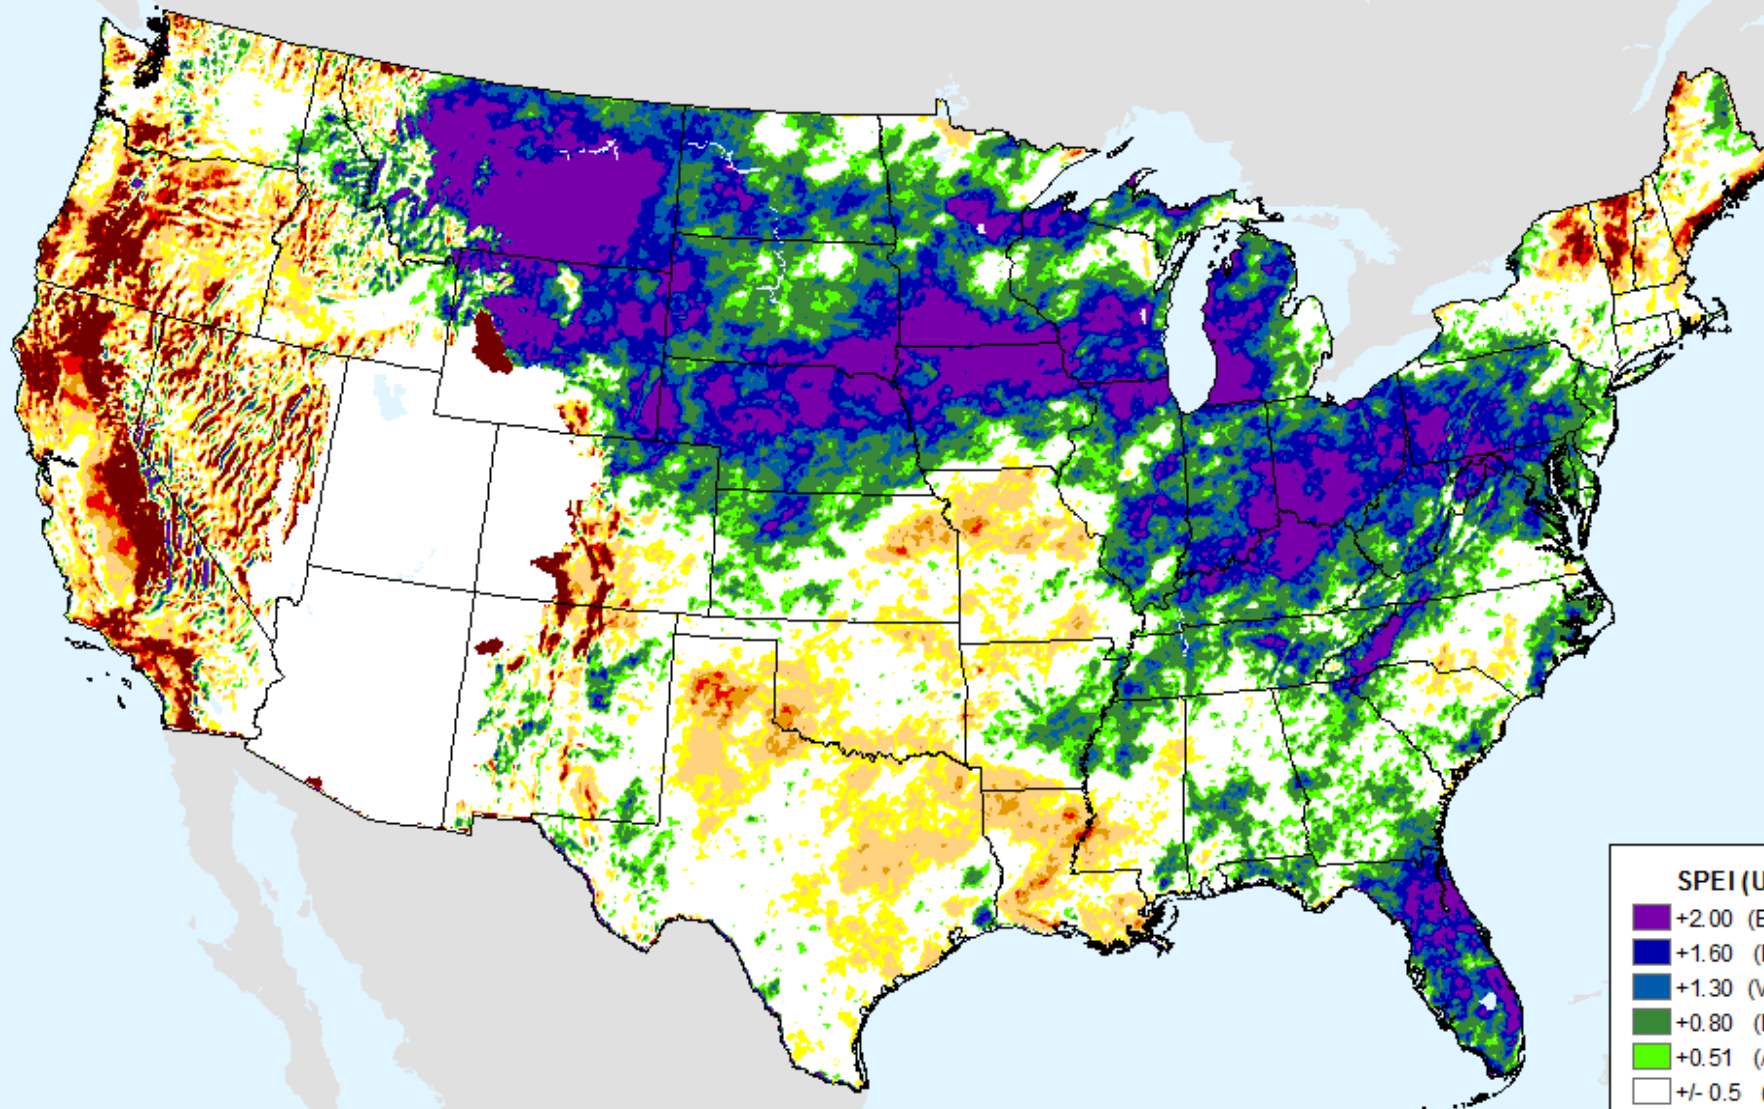 SPEI (U
+2.00 (E
+1.60 (
+1.30 (V
+0.80 (
+0.51 (
+/- 0.5 (